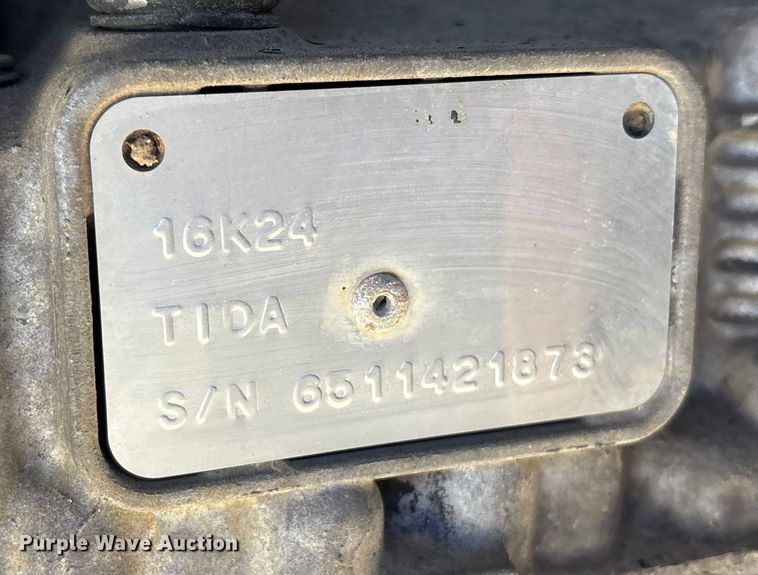 16K24
TIDA
S/N 6511421873
Purple Wave Auction